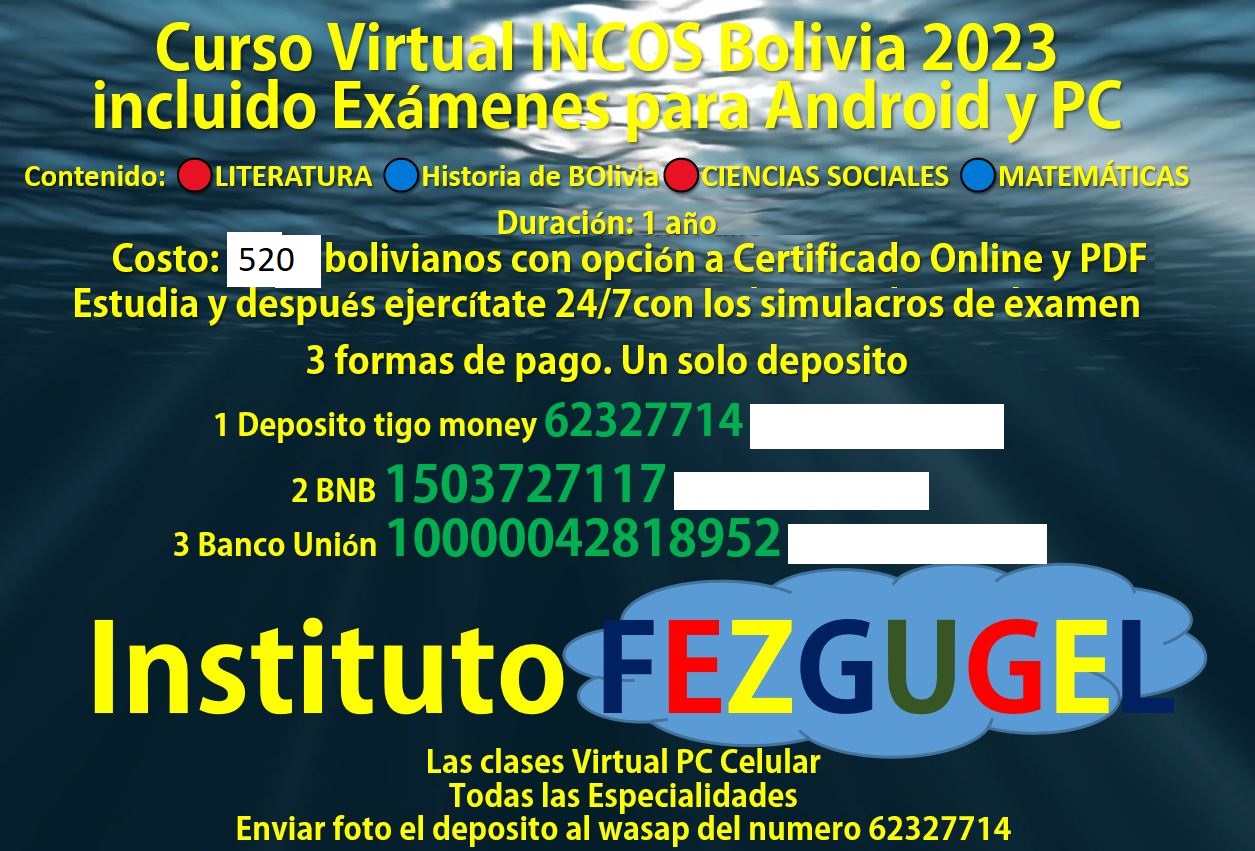 Curso Virtual INCOS Bolivia 2023
incluido Exámenes para Android y PC
Contenido: LITERATURA Historia de BOlivia CIENCIAS SOCIALES MATEMÁTICAS
Duración: 1 año
Costo: 520 bolivianos con opción a Certificado Online y PDF
Estudia y después ejercítate 24/7con los simulacros de examen
3 formas de pago. Un solo deposito
1 Deposito tigo money 62327714
2 BNB 1503727117
3 Banco Unión 10000042818952
Instituto FEZGUGEL
Las clases Virtual PC Celular
Todas las Especialidades
Enviar foto el deposito al wasap del numero 62327714